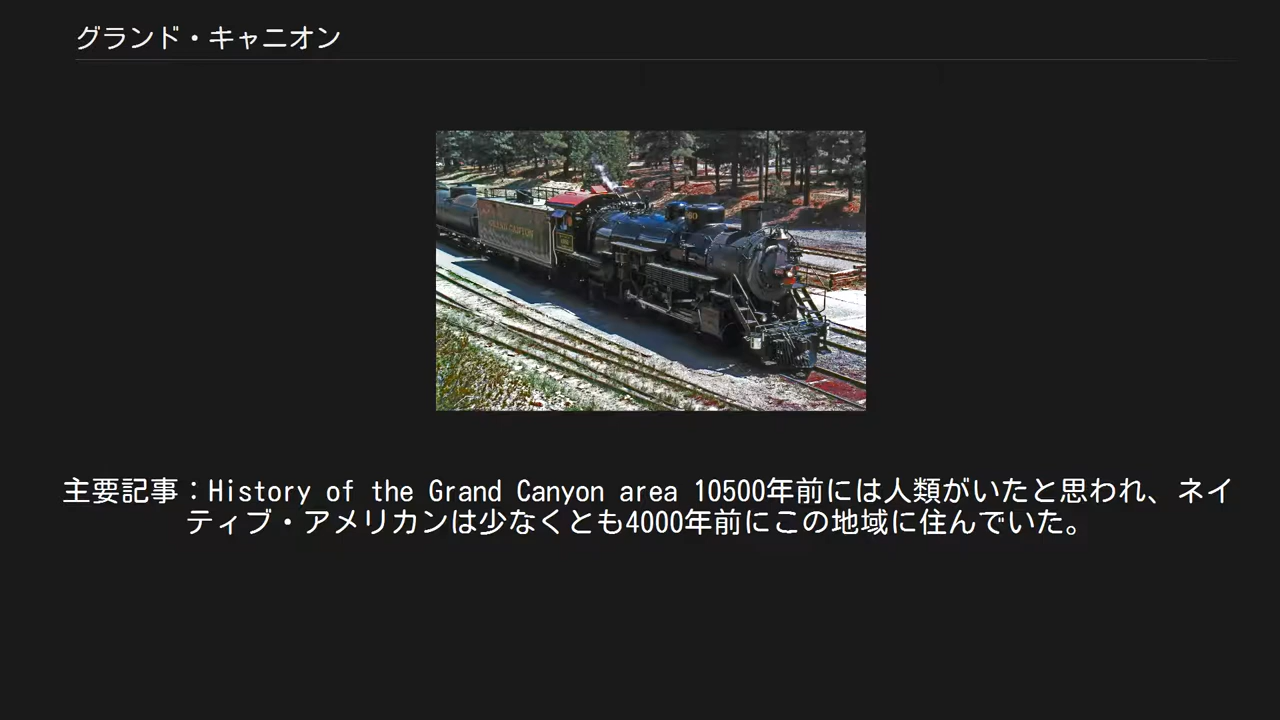 グランド・キャニオン
GRAND CANYON
主要記事：History of the Grand Canyon area 10500年前には人類がいたと思われ、ネイ
ティブ・アメリカンは少なくとも4000年前にこの地域に住んでいた。